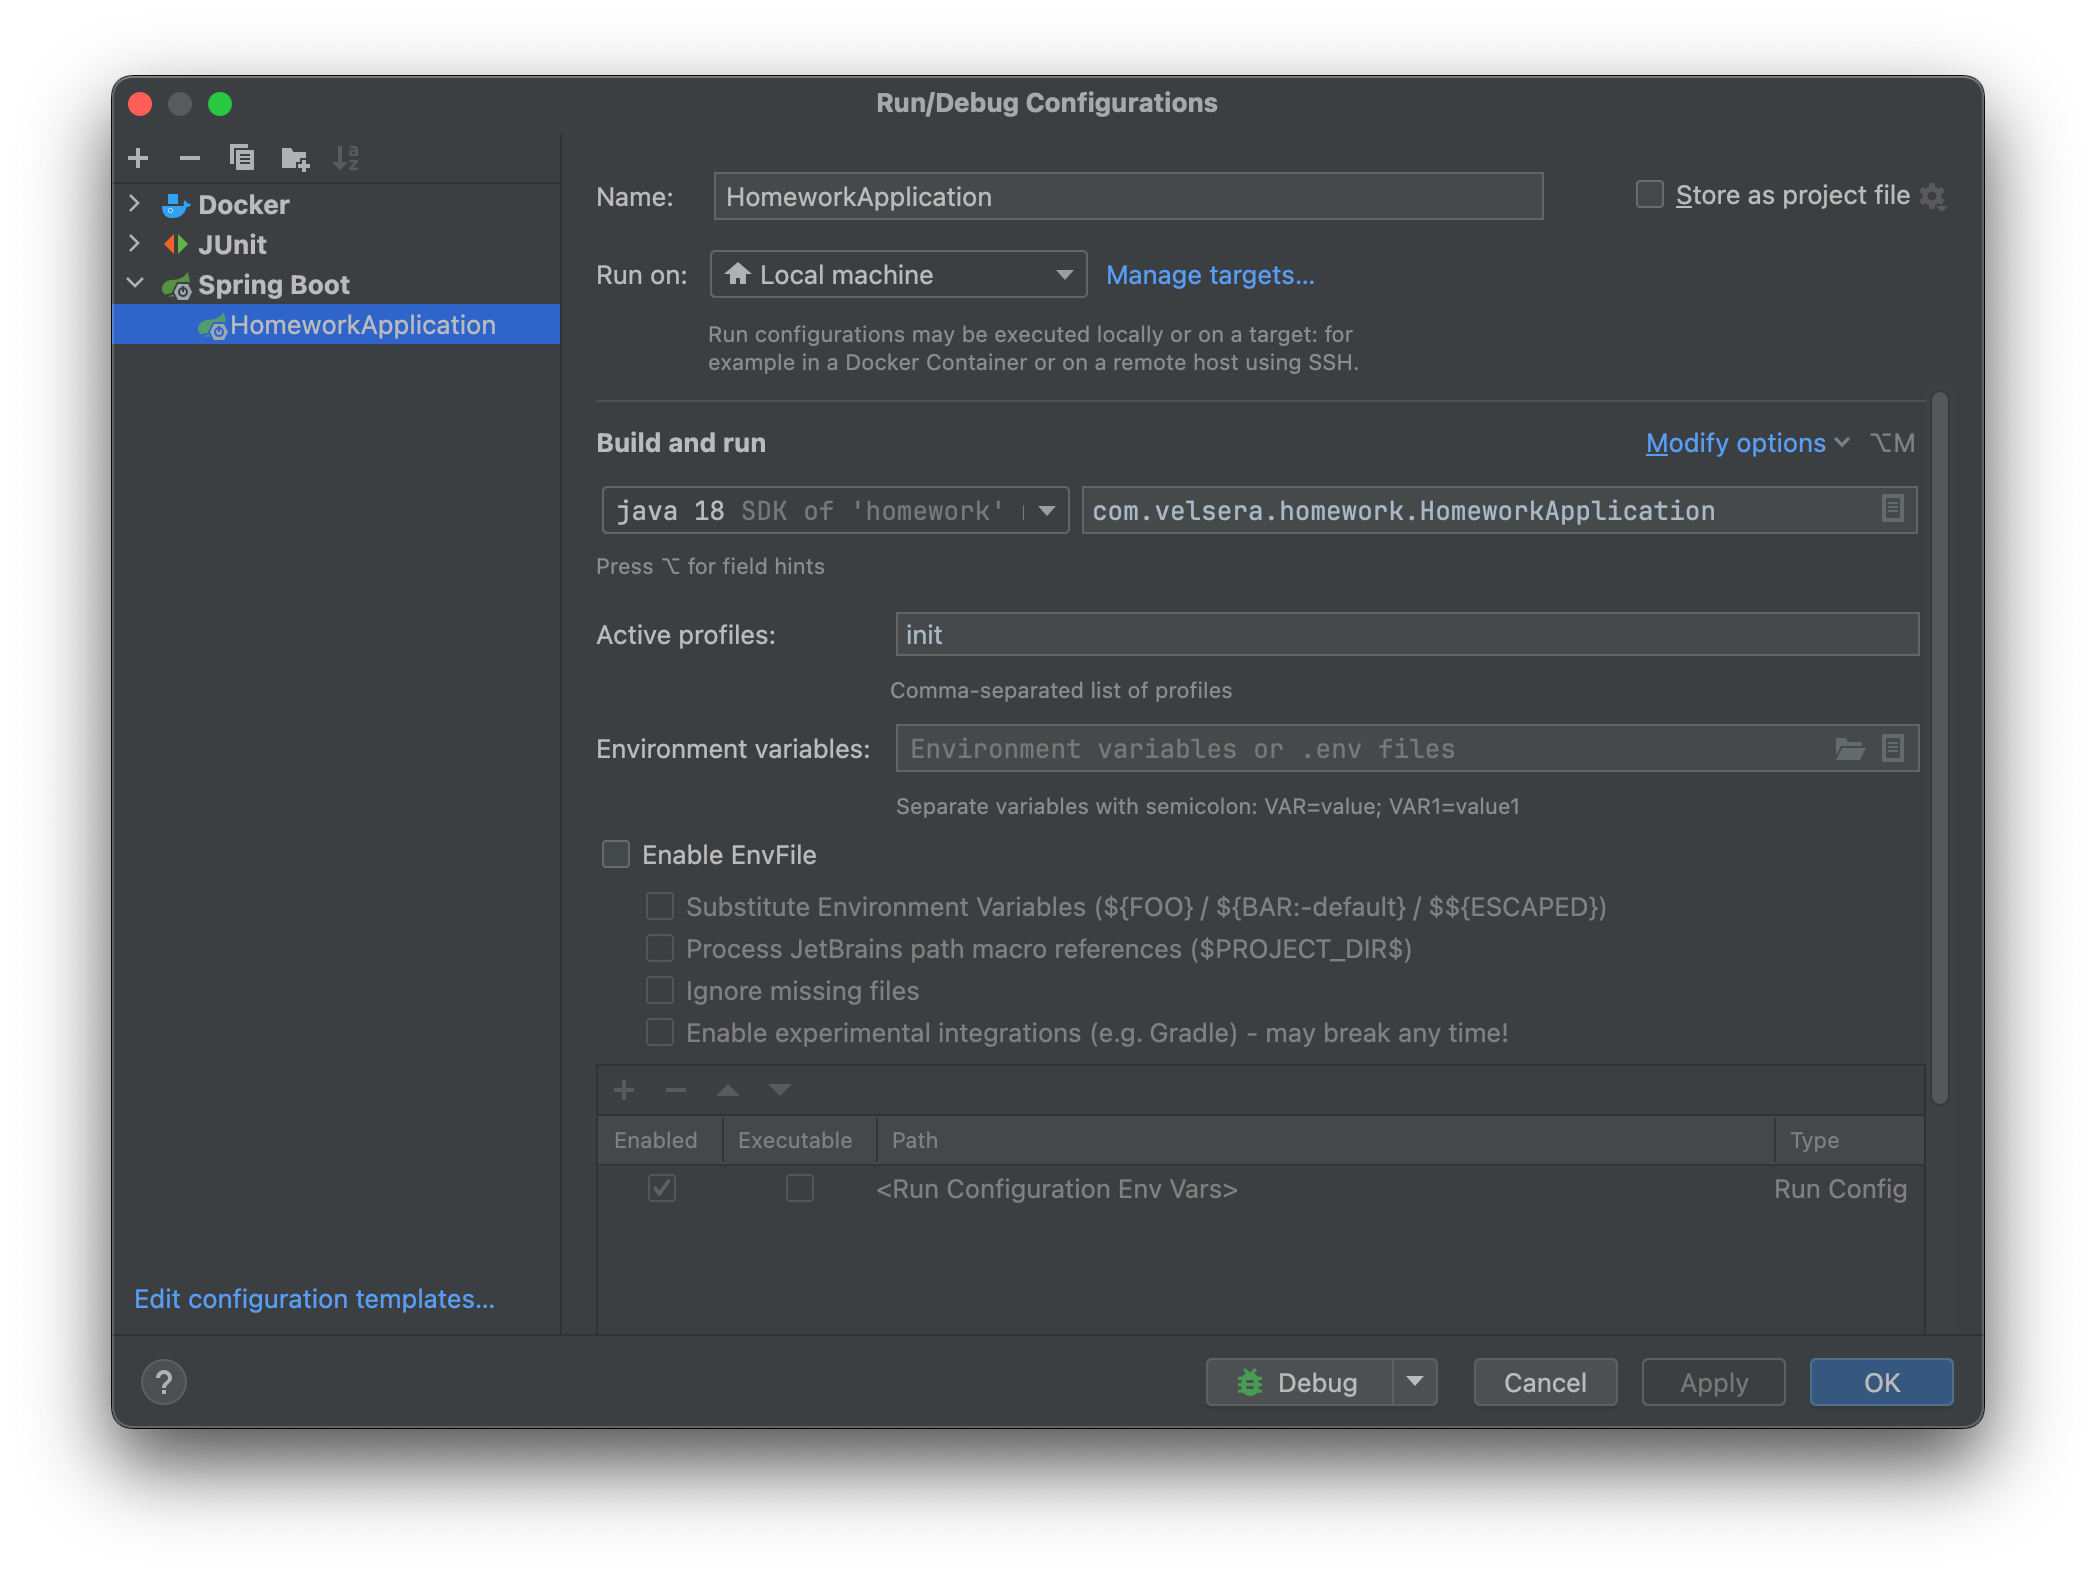 Run/Debug Configurations
Docker
JUnit
Spring Boot
HomeworkApplication
Edit configuration templates...
Name: HomeworkApplication
Store as project file
Run on: Local machine Manage targets...
Run configurations may be executed locally or on a target: for
example in a Docker Container or on a remote host using SSH.
Build and run Modify options ⌥M
java 18 SDK of 'homework' com.velsera.homework.HomeworkApplication
Press ⌥ for field hints
Active profiles: init
Comma-separated list of profiles
Environment variables: Environment variables or .env files
Separate variables with semicolon: VAR=value; VAR1=value1
Enable EnvFile
Substitute Environment Variables (${FOO} / ${BAR:-default} / $${ESCAPED})
Process JetBrains path macro references ($PROJECT_DIR$)
Ignore missing files
Enable experimental integrations (e.g. Gradle) - may break any time!
Enabled Executable Path Type
<Run Configuration Env Vars> Run Config
? Debug Cancel Apply OK